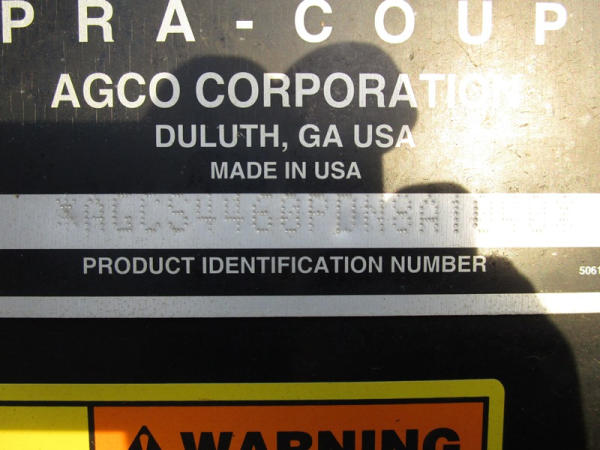 PRA-COUP
AGCO CORPORATION
DULUTH, GA USA
MADE IN USA
PRODUCT IDENTIFICATION NUMBER
5061
WARNING